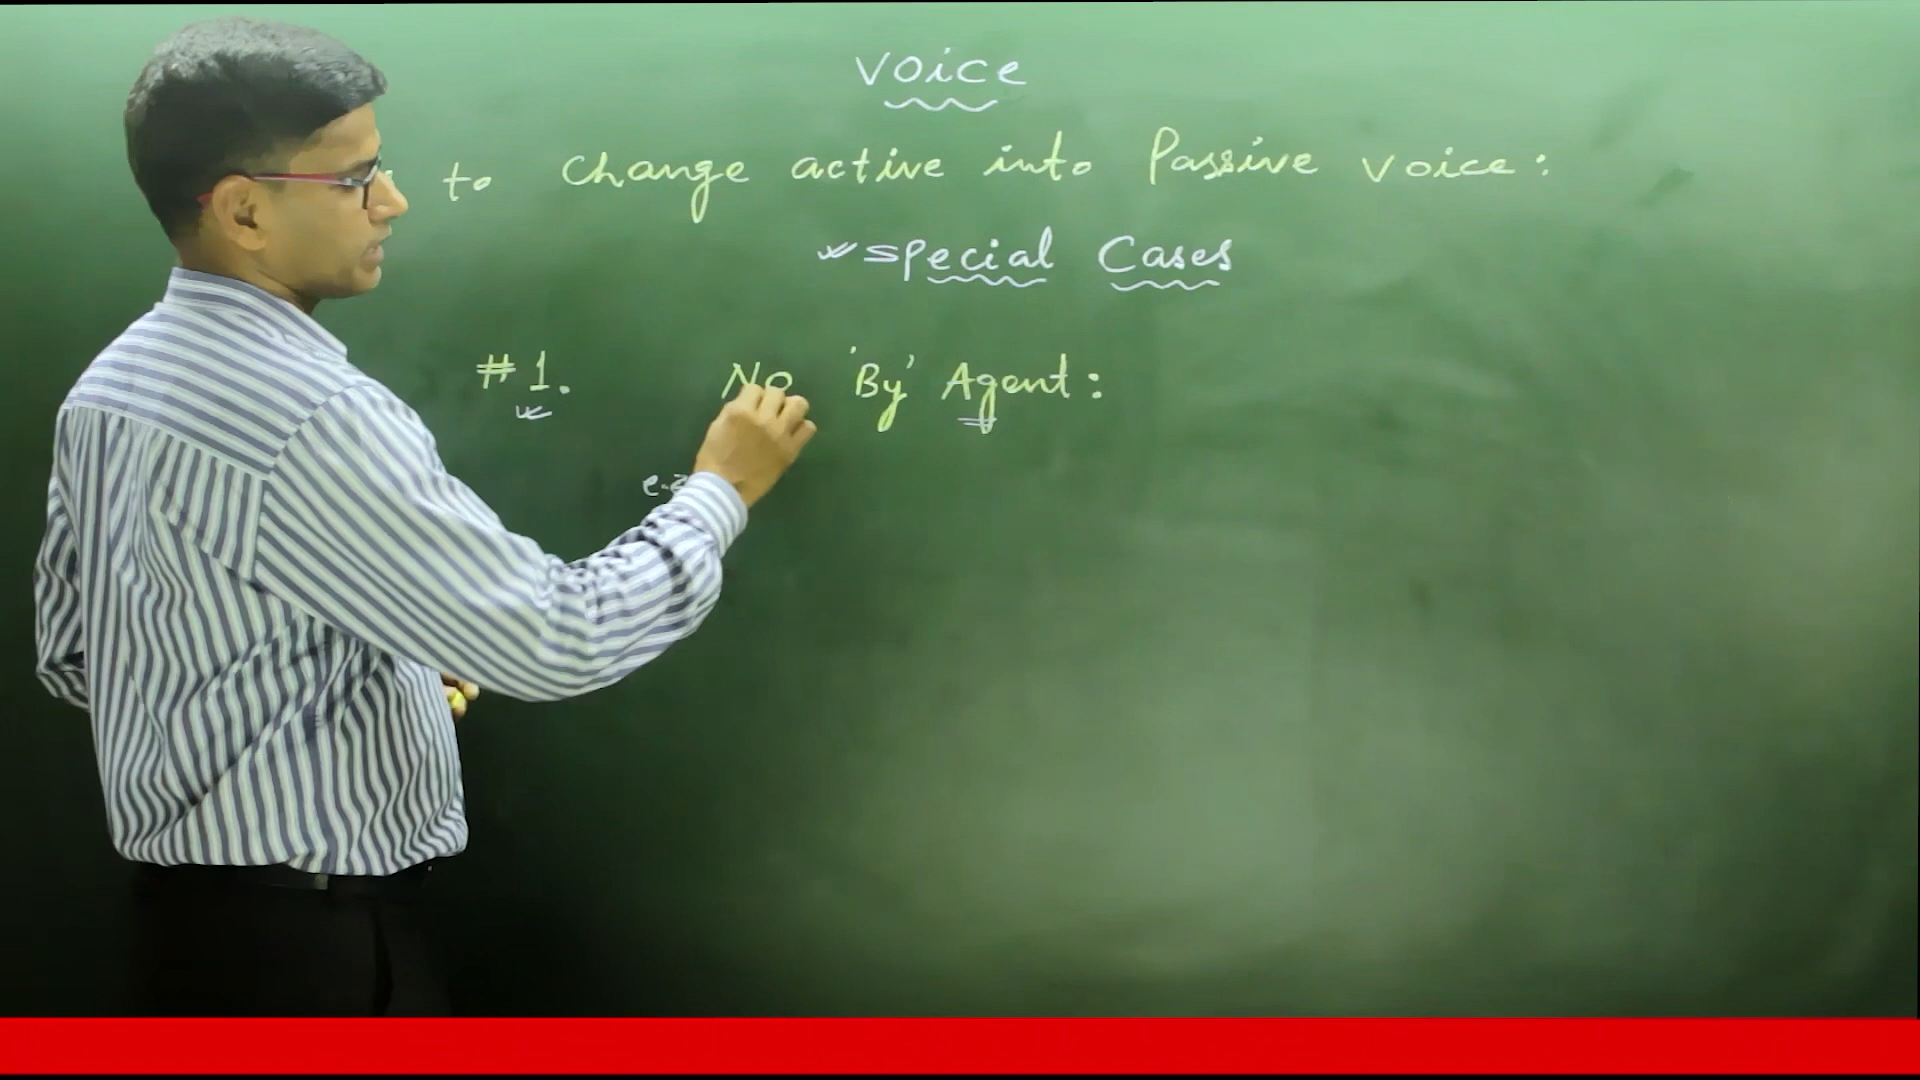 Voice
to change active into Passive voice:
Special Cases
#1. No 'By' Agent: